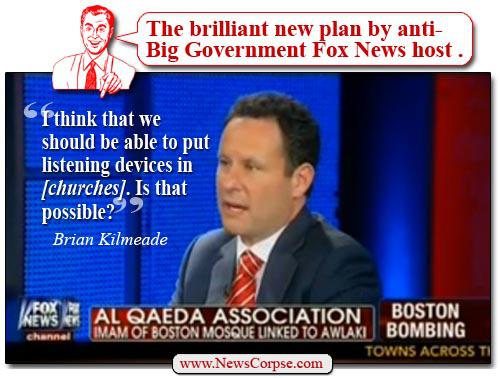 The brilliant new plan by anti-
Big Government Fox News host .
“I think that we
should be able to put
listening devices in
[churches]. Is that
possible?”
Brian Kilmeade
FOX
NEWS
channel
AL QAEDA ASSOCIATION
IMAM OF BOSTON MOSQUE LINKED TO AWLAKI
BOSTON
BOMBING
TOWNS ACROSS
www.NewsCorpse.com